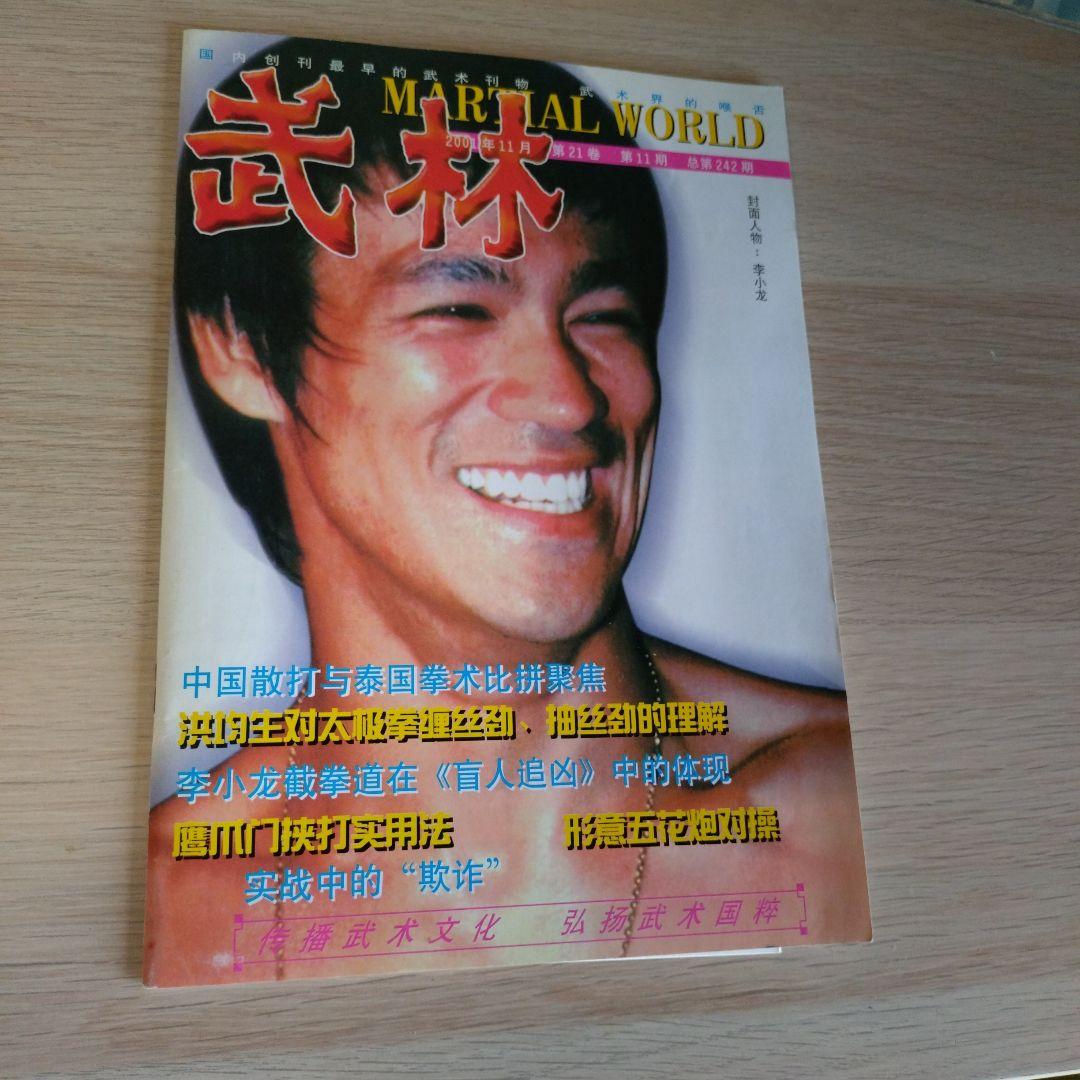 国内创刊最早的武术刊物 武术界的喉舌
武林
MARTIAL WORLD
2001年11月 第21卷 第11期 总第242期
封面人物：李小龙
中国散打与泰国拳术比拼聚焦
洪均生对太极拳缠丝劲、抽丝劲的理解
李小龙截拳道在《盲人追凶》中的体现
鹰爪门挟打实用法 形意五花炮对操
实战中的“欺诈”
传播武术文化 弘扬武术国粹